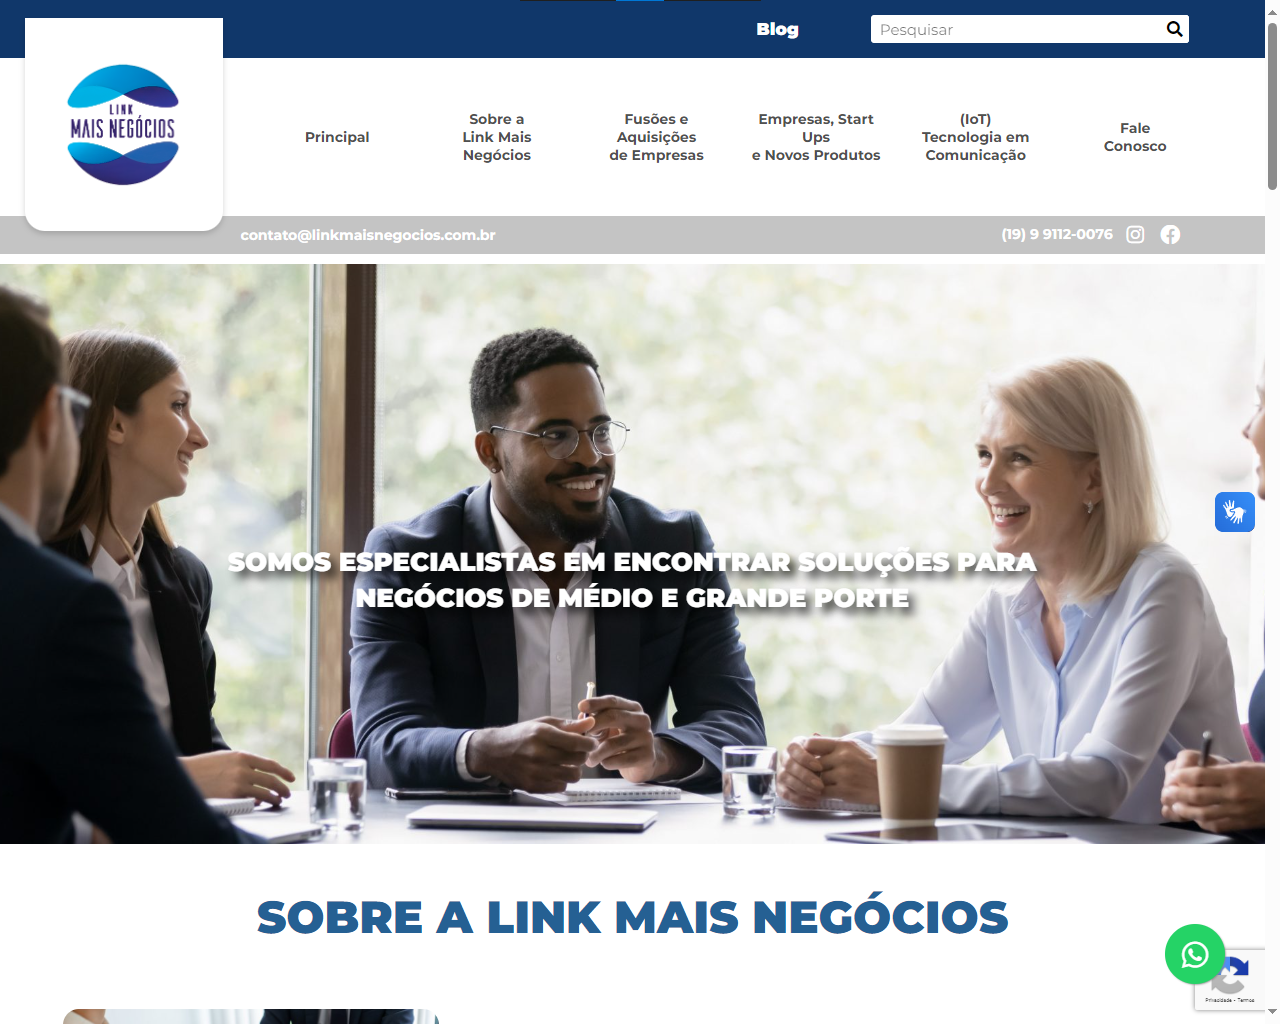 Blog
Pesquisar
LINK
MAIS NEGÓCIOS
Principal
Sobre a
Link Mais
Negócios
Fusões e
Aquisições
de Empresas
Empresas, Start
Ups
e Novos Produtos
(IoT)
Tecnologia em
Comunicação
Fale
Conosco
contato@linkmaisnegocios.com.br
(19) 9 9112-0076
SOMOS ESPECIALISTAS EM ENCONTRAR SOLUÇÕES PARA
NEGÓCIOS DE MÉDIO E GRANDE PORTE
SOBRE A LINK MAIS NEGÓCIOS
Privacidade - Termos